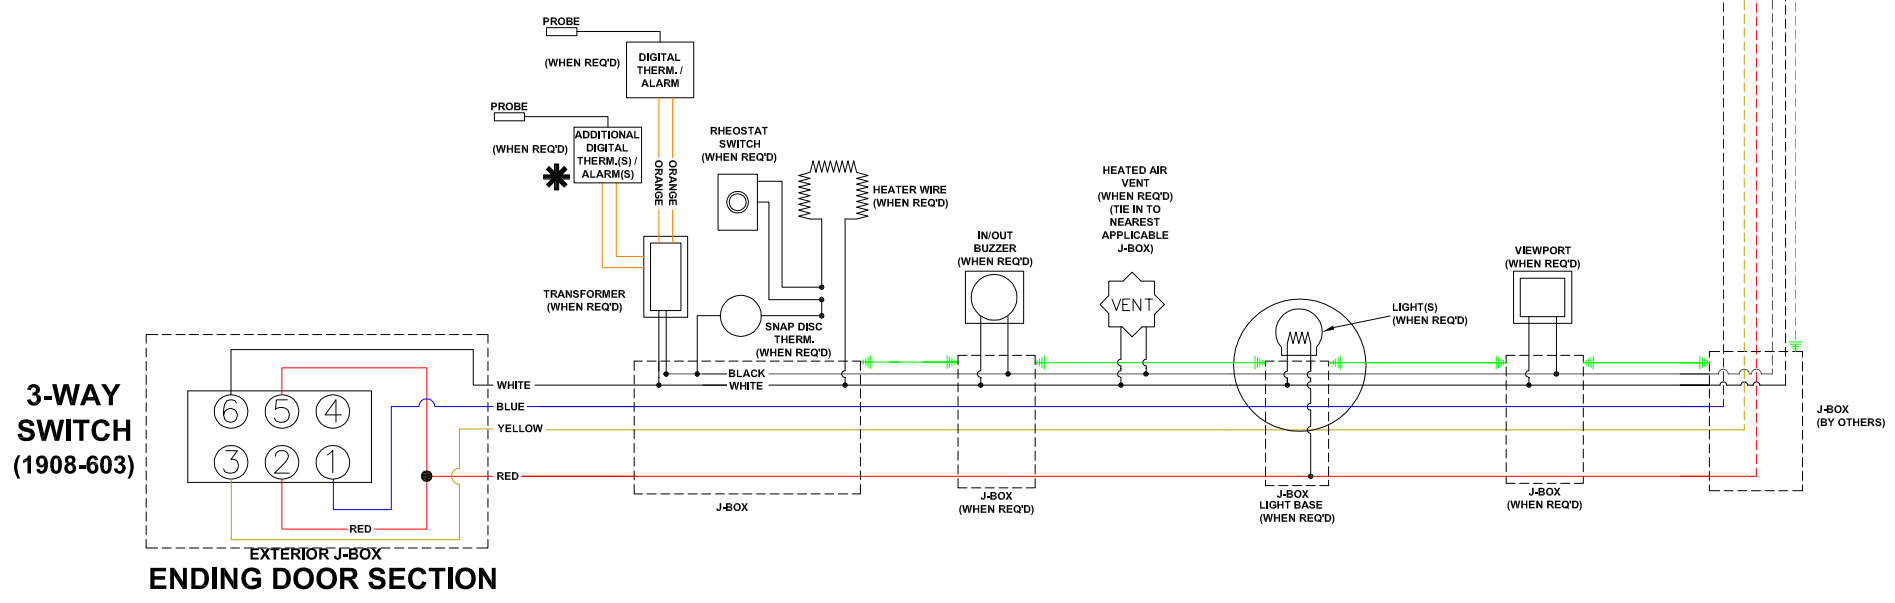 PROBE
(WHEN REQ'D)
DIGITAL
THERM. /
ALARM
PROBE
(WHEN REQ'D)
ADDITIONAL
DIGITAL
THERM.(S) /
ALARM(S)
ORANGE
ORANGE
RHEOSTAT
SWITCH
(WHEN REQ'D)
HEATER WIRE
(WHEN REQ'D)
TRANSFORMER
(WHEN REQ'D)
SNAP DISC
THERM.
(WHEN REQ'D)
IN/OUT
BUZZER
(WHEN REQ'D)
HEATED AIR
VENT
(WHEN REQ'D)
(TIE IN TO
NEAREST
APPLICABLE
J-BOX)
VENT
LIGHT(S)
(WHEN REQ'D)
VIEWPORT
(WHEN REQ'D)
3-WAY
SWITCH
(1908-603)
6
5
4
3
2
1
RED
WHITE
BLUE
YELLOW
RED
BLACK
WHITE
J-BOX
J-BOX
(WHEN REQ'D)
J-BOX
LIGHT BASE
(WHEN REQ'D)
J-BOX
(WHEN REQ'D)
J-BOX
(BY OTHERS)
EXTERIOR J-BOX
ENDING DOOR SECTION